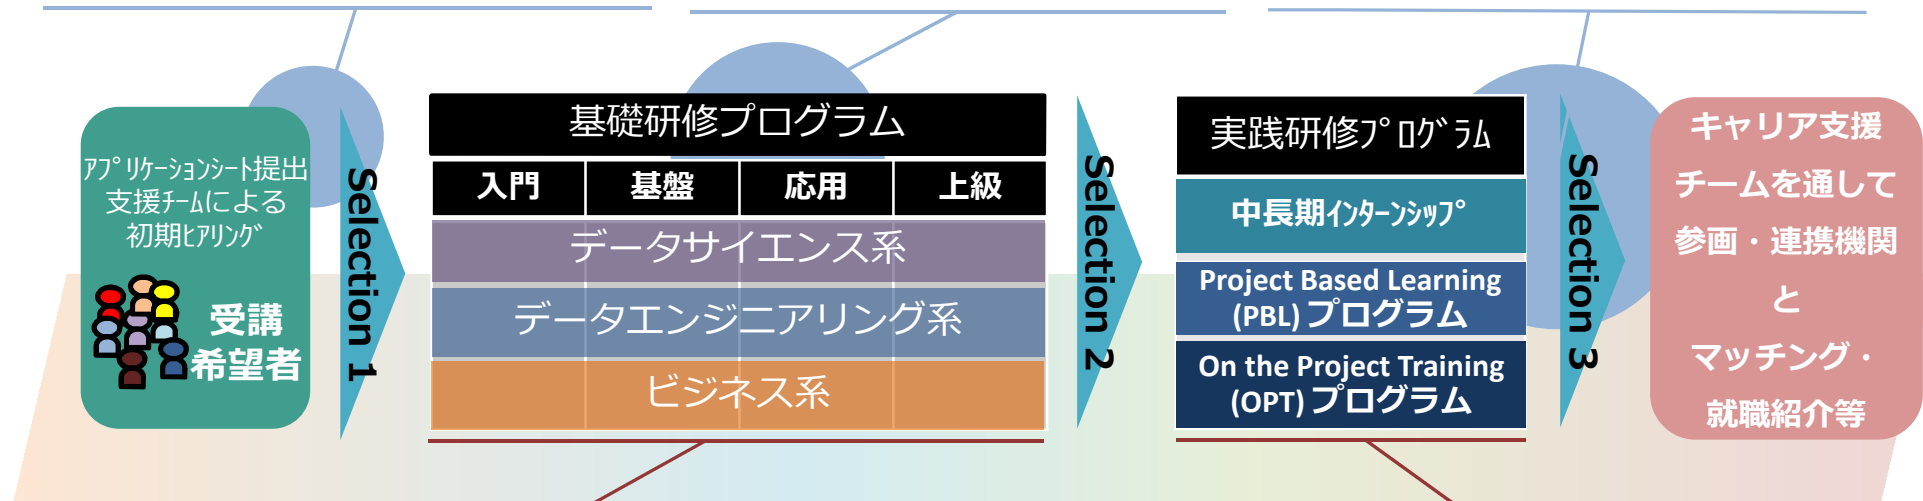 ｱﾌﾟﾘｹｰｼｮﾝｼｰﾄ提出
支援ﾁｰﾑによる
初期ﾋｱﾘﾝｸﾞ
受講
希望者
Selection 1
基礎研修プログラム
入門 基盤 応用 上級
データサイエンス系
データエンジニアリング系
ビジネス系
Selection 2
実践研修ﾌﾟﾛｸﾞﾗﾑ
中長期ｲﾝﾀｰﾝｼｯﾌﾟ
Project Based Learning
(PBL) プログラム
On the Project Training
(OPT) プログラム
Selection 3
キャリア支援
チームを通して
参画・連携機関
と
マッチング・
就職紹介等